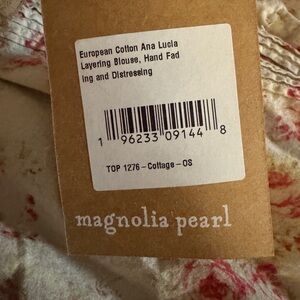 European Cotton Ana Lucia
Layering Blouse, Hand Fad
ing and Distressing
1 96233 09144 8
TOP 1276-Cottage-OS
magnolia pearl